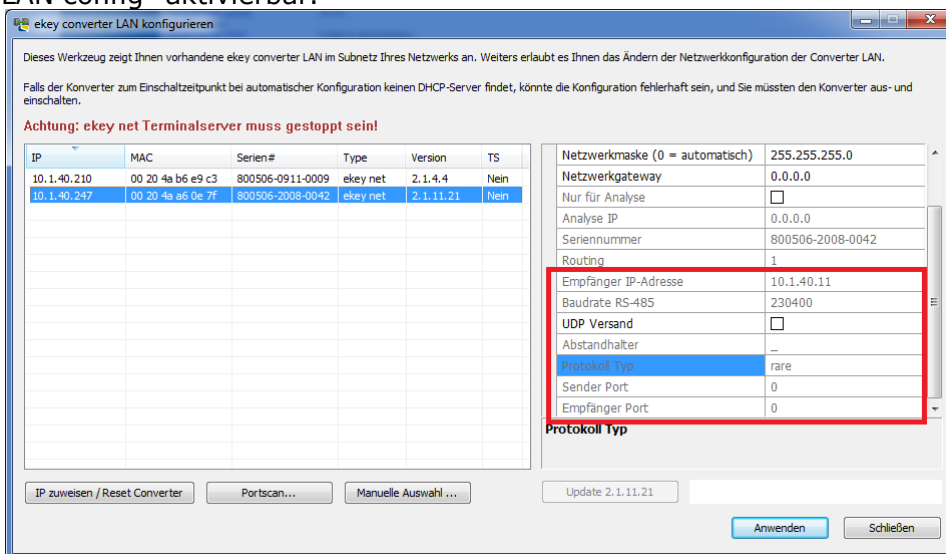 LAN config" aktivierbar.
ekey converter LAN konfigurieren
Dieses Werkzeug zeigt Ihnen vorhandene ekey converter LAN im Subnetz Ihres Netzwerks an. Weiters erlaubt es Ihnen das Ändern der Netzwerkkonfiguration der Converter LAN.
Falls der Konverter zum Einschaltzeitpunkt bei automatischer Konfiguration keinen DHCP-Server findet, könnte die Konfiguration fehlerhaft sein, und Sie müssten den Konverter aus- und
einschalten.
Achtung: ekey net Terminalserver muss gestoppt sein!
IP MAC Serien# Type Version TS
10.1.40.210 00 20 4a b6 e9 c3 800506-0911-0009 ekey net 2.1.4.4 Nein
10.1.40.247 00 20 4a a6 0e 7f 800506-2008-0042 ekey net 2.1.11.21 Nein
Netzwerkmaske (0 = automatisch) 255.255.255.0
Netzwerkgateway 0.0.0.0
Nur für Analyse
Analyse IP 0.0.0.0
Seriennummer 800506-2008-0042
Routing 1
Empfänger IP-Adresse 10.1.40.11
Baudrate RS-485 230400
UDP Versand
Abstandhalter _
Protokoll Typ rare
Sender Port 0
Empfänger Port 0
Protokoll Typ
IP zuweisen / Reset Converter Portscan... Manuelle Auswahl ... Update 2.1.11.21
Anwenden Schließen